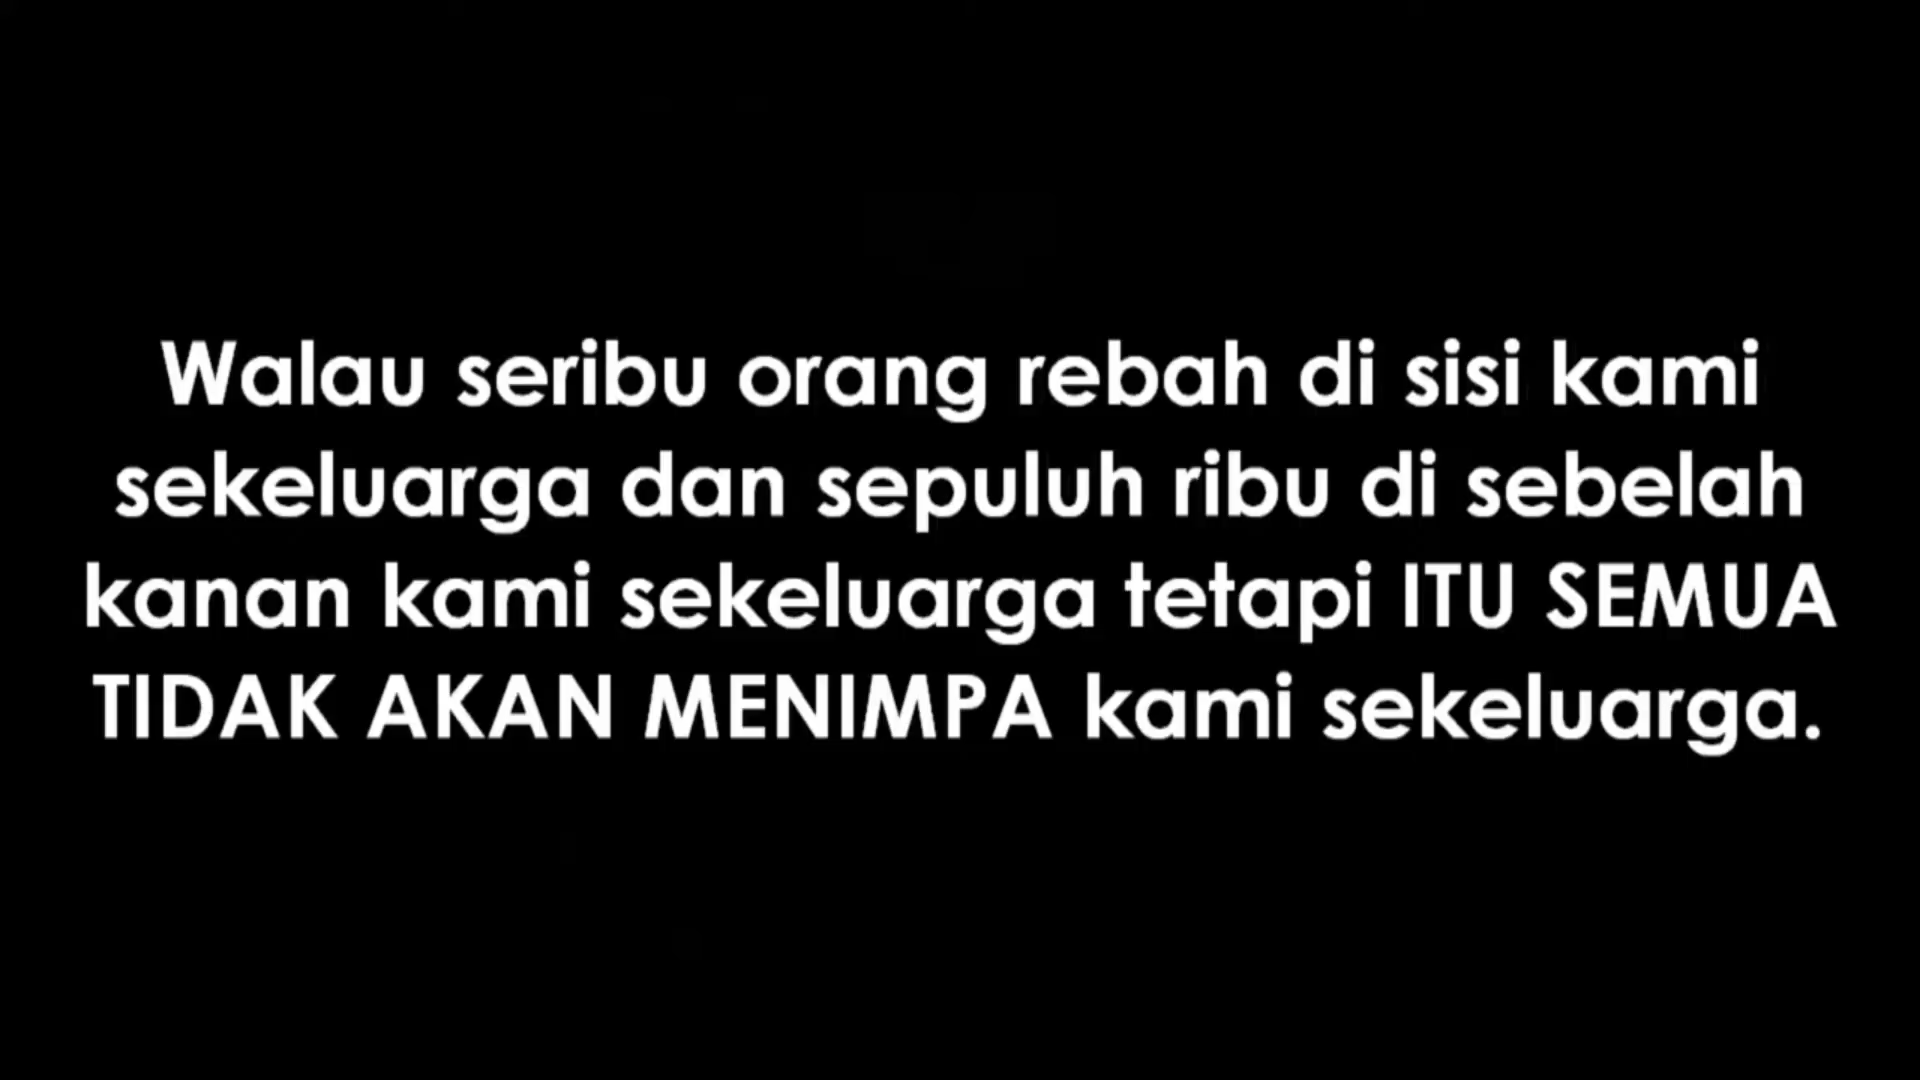 Walau seribu orang rebah di sisi kami
sekeluarga dan sepuluh ribu di sebelah
kanan kami sekeluarga tetapi ITU SEMUA
TIDAK AKAN MENIMPA kami sekeluarga.